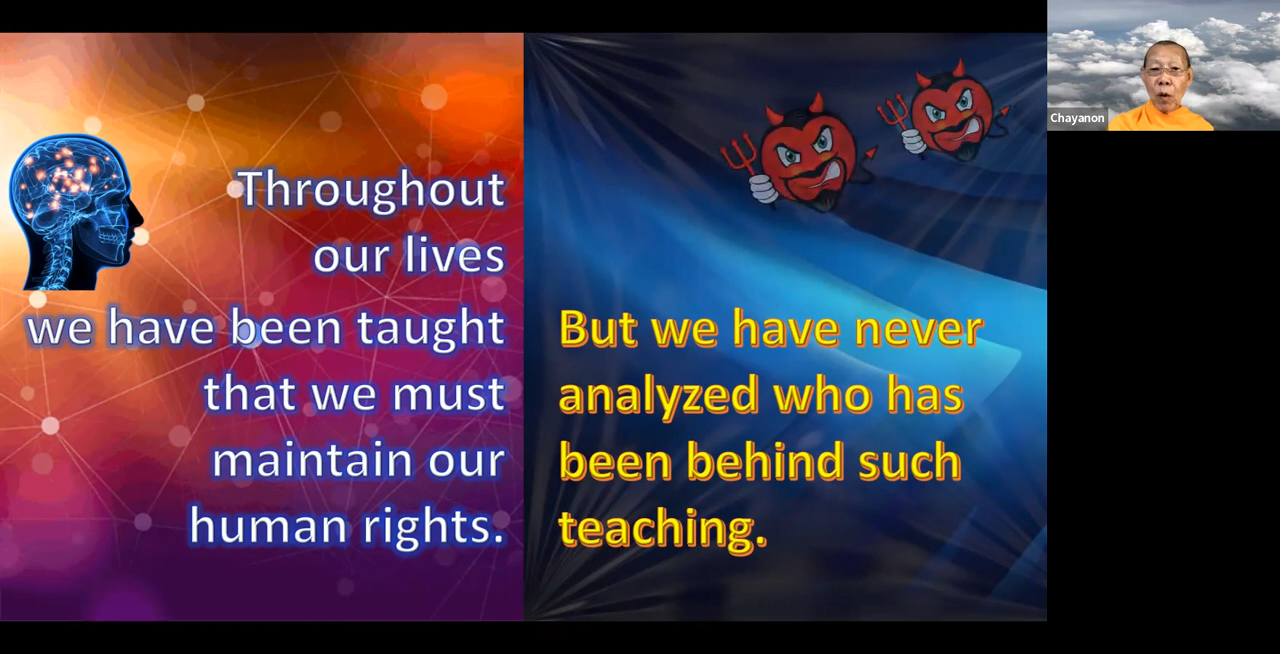 Throughout
our lives
we have been taught
that we must
maintain our
human rights.
But we have never
analyzed who has
been behind such
teaching.
Chayanon